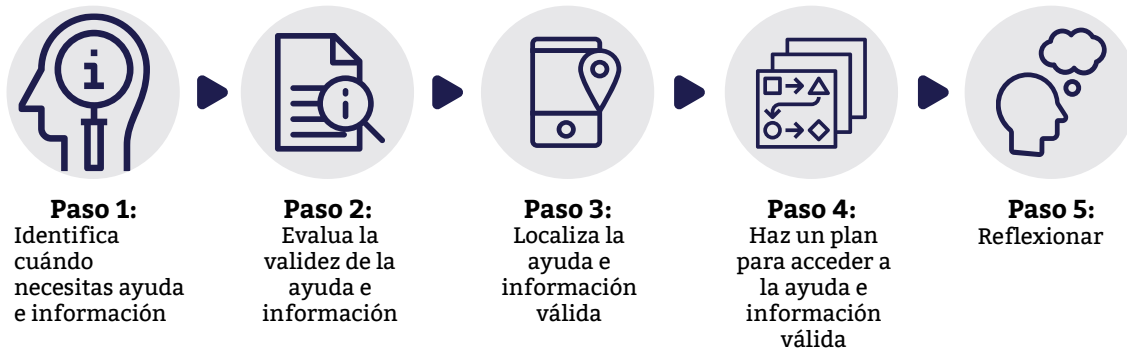 Paso 1:
Identifica
cuándo
necesitas ayuda
e información
Paso 2:
Evalua la
validez de la
ayuda e
información
Paso 3:
Localiza la
ayuda e
información
válida
Paso 4:
Haz un plan
para acceder a
la ayuda e
información
válida
Paso 5:
Reflexionar